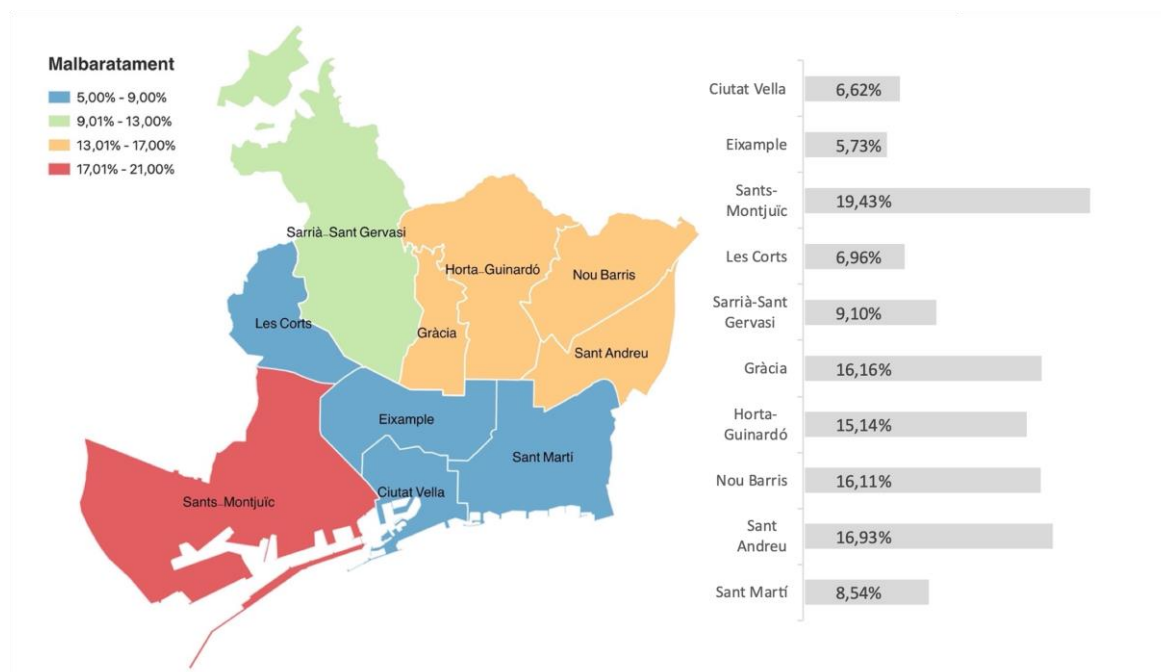 Malbaratament
5,00% - 9,00%
9,01% - 13,00%
13,01% - 17,00%
17,01% - 21,00%
Sarrià-Sant Gervasi
Horta-Guinardó
Nou Barris
Les Corts
Gràcia
Sant Andreu
Eixample
Sant Martí
Ciutat Vella
Sants-Montjuïc
Ciutat Vella
6,62%
Eixample
5,73%
Sants-
Montjuïc
19,43%
Les Corts
6,96%
Sarrià-Sant
Gervasi
9,10%
Gràcia
16,16%
Horta-
Guinardó
15,14%
Nou Barris
16,11%
Sant
Andreu
16,93%
Sant Martí
8,54%